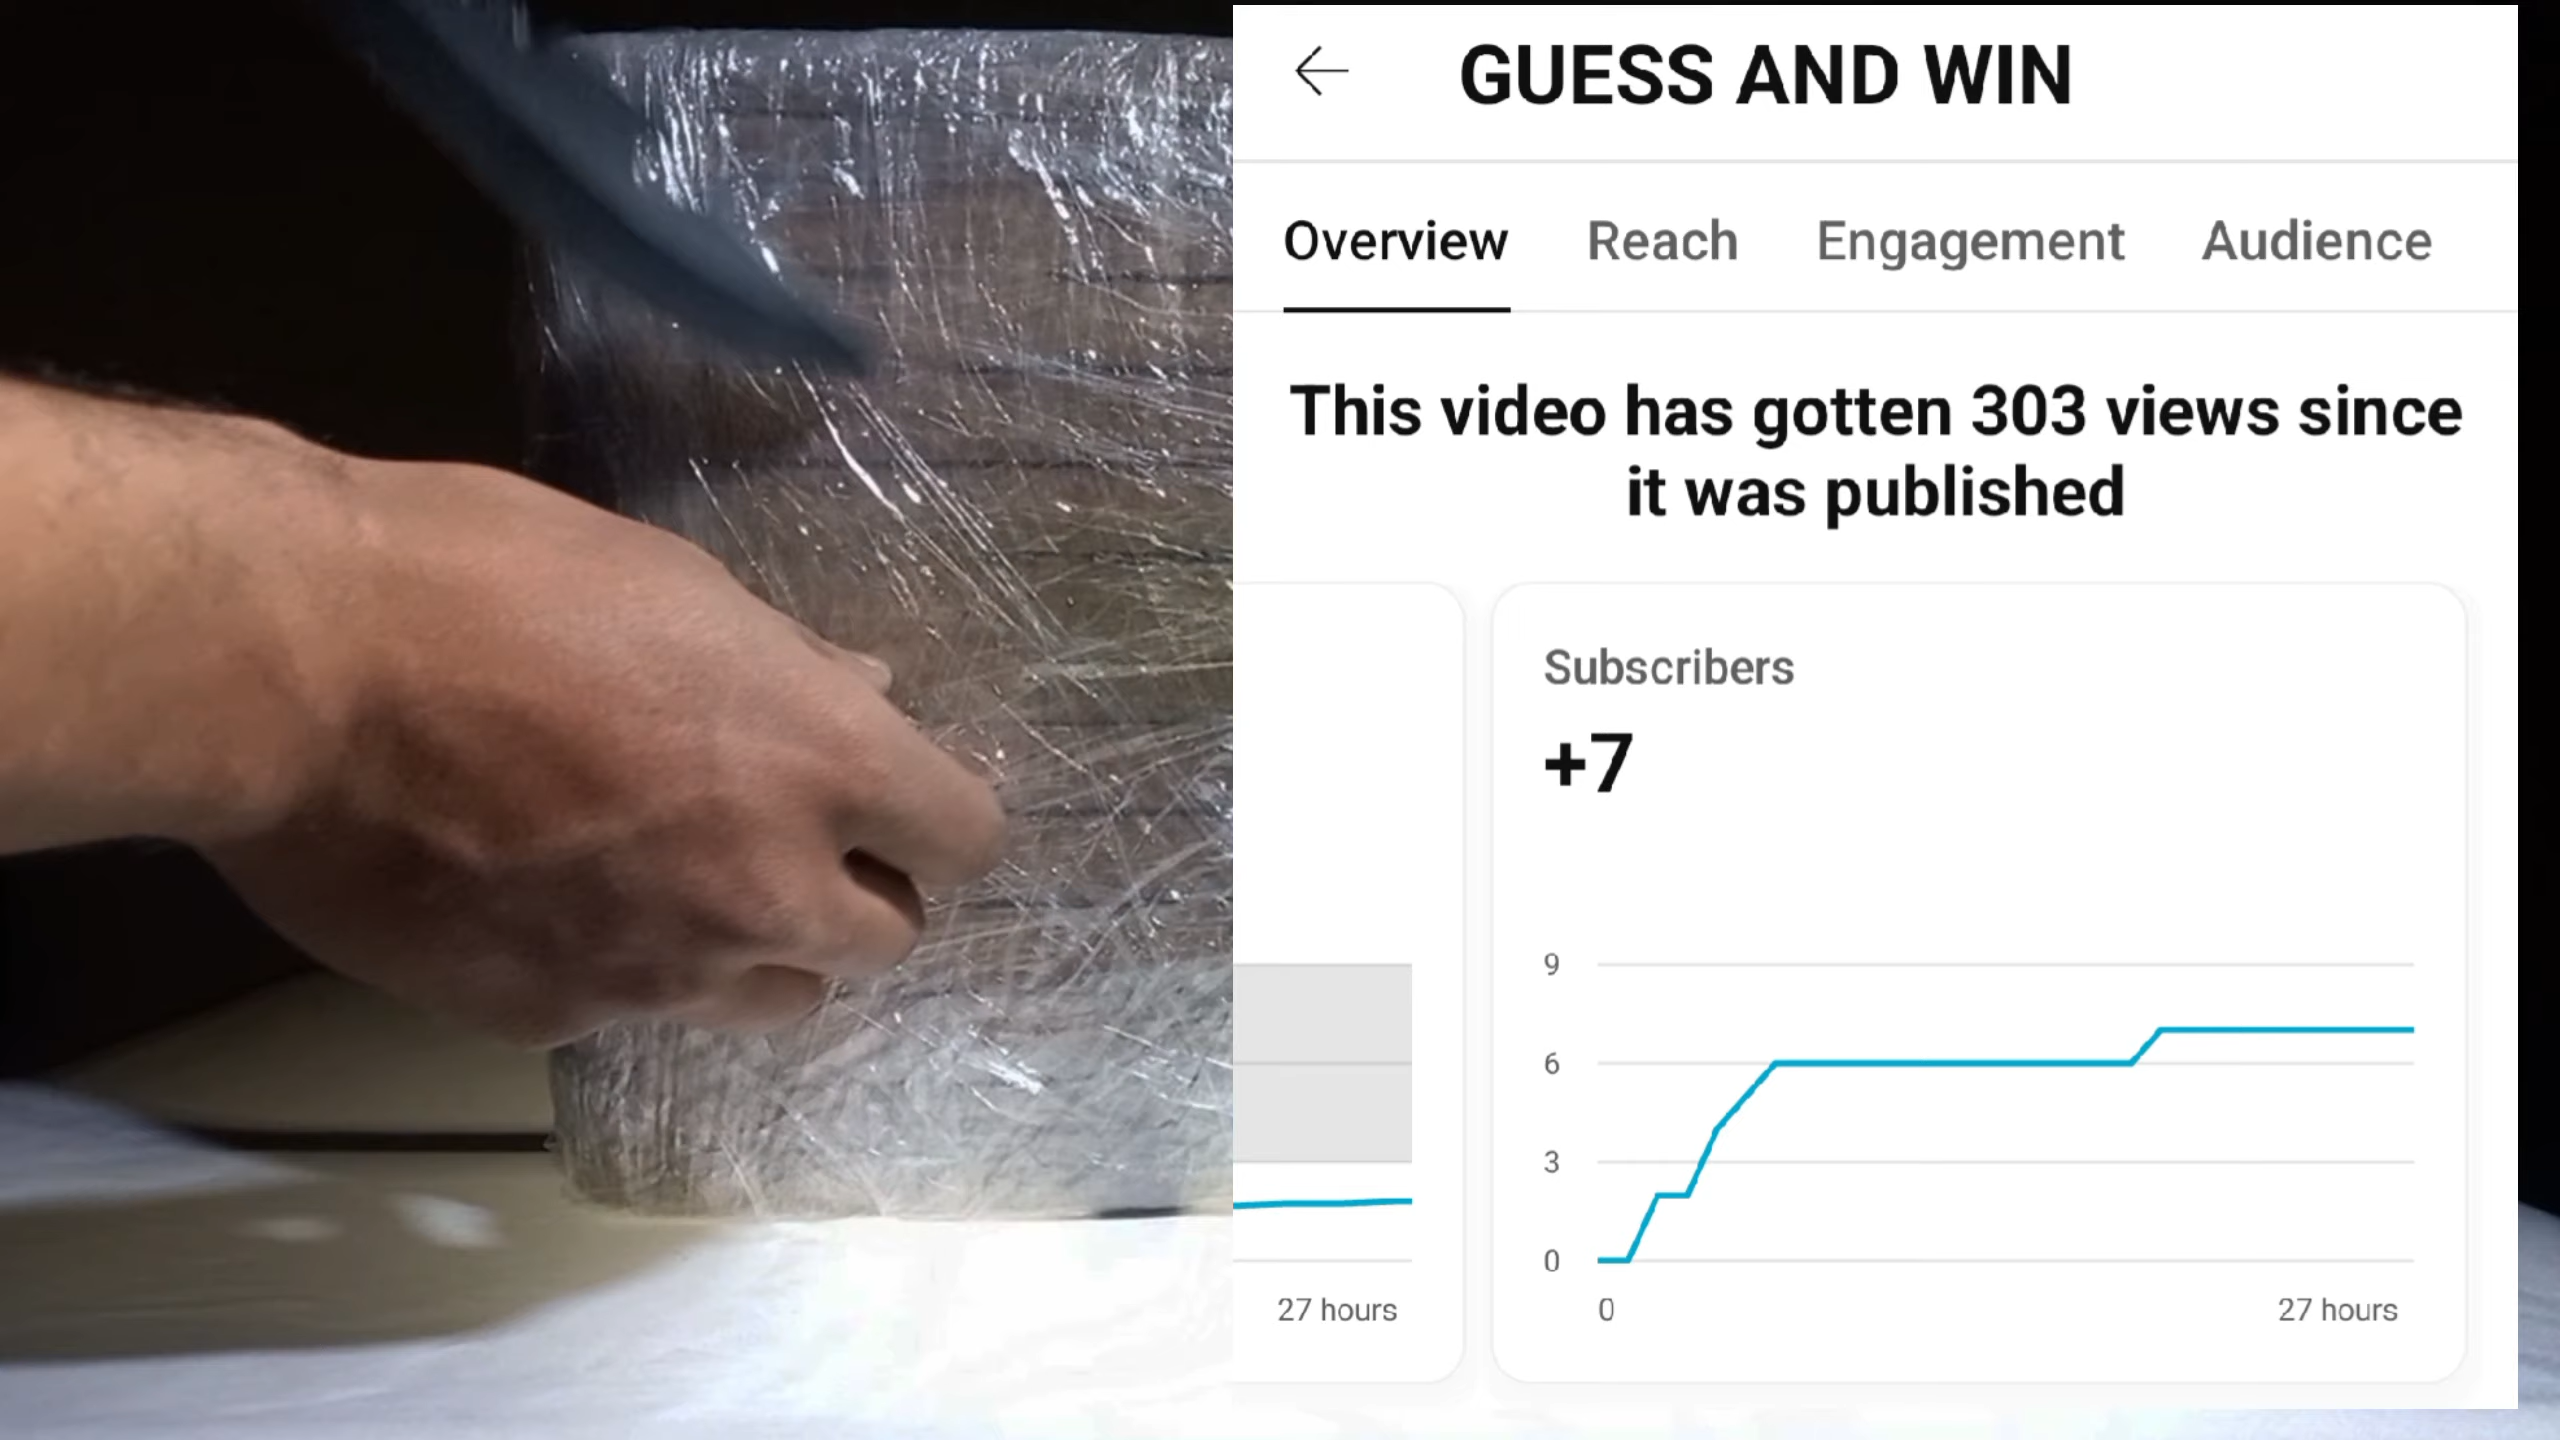 GUESS AND WIN
Overview Reach Engagement Audience
This video has gotten 303 views since
it was published
27 hours
Subscribers
+7
9
6
3
0
0 27 hours